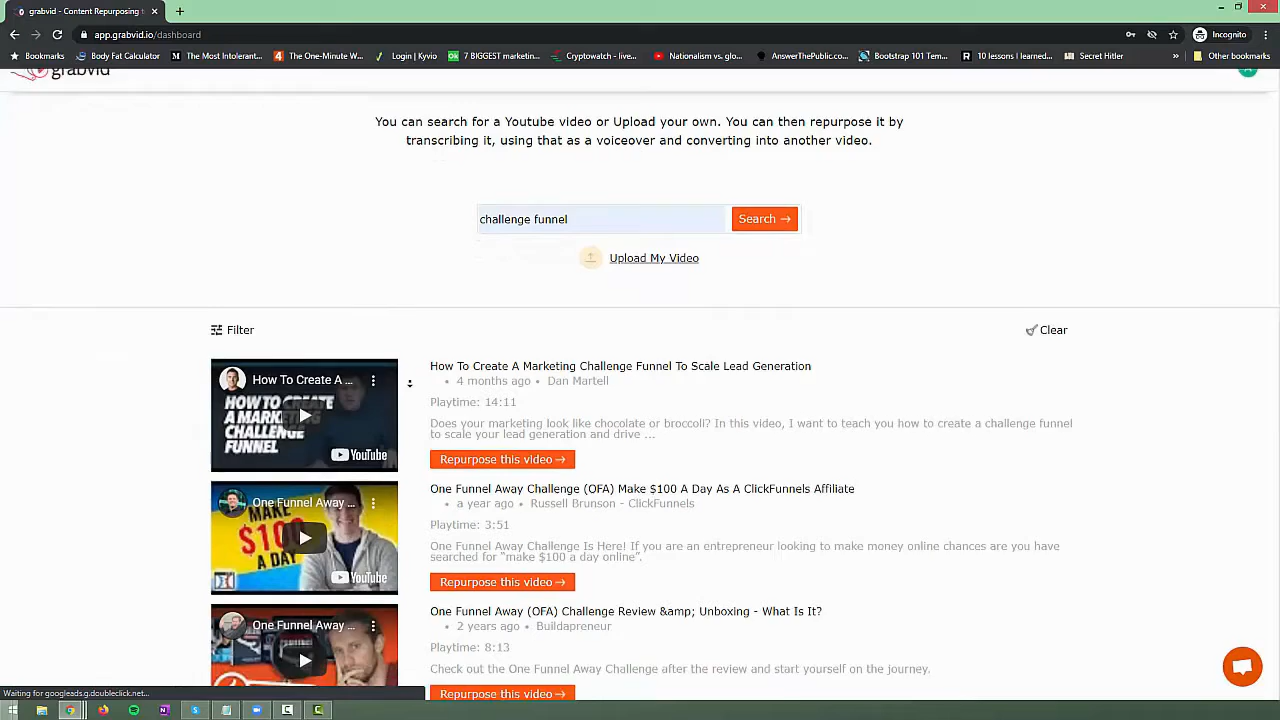 grabvid - Content Repurposing t
app.grabvid.io/dashboard
Incognito
Bookmarks
Body Fat Calculator
The Most Intolerant...
The One-Minute W...
Login | Kyvio
7 BIGGEST marketin...
Cryptowatch - live...
Nationalism vs. glo...
AnswerThePublic.co...
Bootstrap 101 Tem...
10 lessons I learned...
Secret Hitler
»
Other bookmarks
grabvid
You can search for a Youtube video or Upload your own. You can then repurpose it by
transcribing it, using that as a voiceover and converting into another video.
challenge funnel
Search →
Upload My Video
Filter
Clear
How To Create A ...
HOW TO CREATE
A MARKETING
CHALLENGE
FUNNEL
YouTube
How To Create A Marketing Challenge Funnel To Scale Lead Generation
• 4 months ago • Dan Martell
Playtime: 14:11
Does your marketing look like chocolate or broccoli? In this video, I want to teach you how to create a challenge funnel
to scale your lead generation and drive ...
Repurpose this video →
One Funnel Away ...
MAKE
$100
A DAY
YouTube
One Funnel Away Challenge (OFA) Make $100 A Day As A ClickFunnels Affiliate
• a year ago • Russell Brunson - ClickFunnels
Playtime: 3:51
One Funnel Away Challenge Is Here! If you are an entrepreneur looking to make money online chances are you have
searched for "make $100 a day online".
Repurpose this video →
One Funnel Away ...
One Funnel Away (OFA) Challenge Review &amp; Unboxing - What Is It?
• 2 years ago • Buildapreneur
Playtime: 8:13
Check out the One Funnel Away Challenge after the review and start yourself on the journey.
Repurpose this video →
Waiting for googleads.g.doubleclick.net...